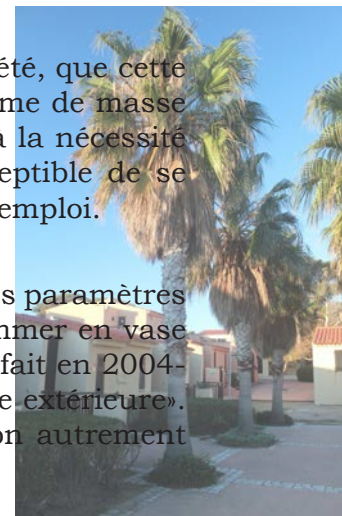 été, que cette
me de masse
à la nécessité
eptible de se
emploi.
s paramètres
mmer en vase
fait en 2004-
e extérieure».
on autrement